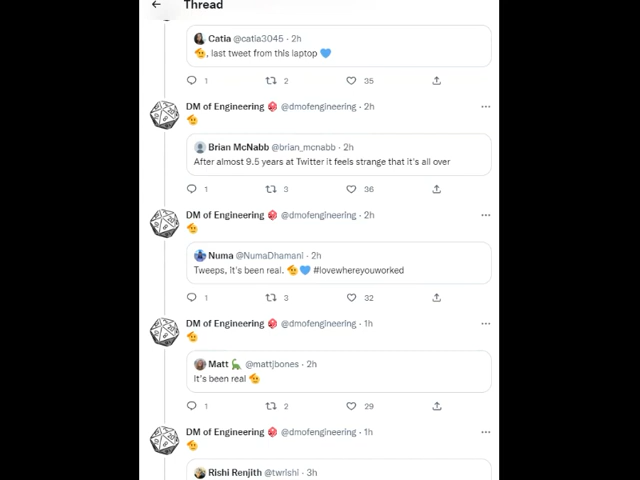 Thread
Catia @catia3045 · 2h
🫡, last tweet from this laptop 💙
1 2 35
DM of Engineering @dmofengineering · 2h
🫡
Brian McNabb @brian_mcnabb · 2h
After almost 9.5 years at Twitter it feels strange that it's all over
1 3 36
DM of Engineering @dmofengineering · 2h
🫡
Numa @NumaDhamani · 2h
Tweeps, it's been real. 🫡💙 #lovewhereyouworked
1 3 32
DM of Engineering @dmofengineering · 1h
🫡
Matt 🦕 @mattjbones · 2h
It's been real 🫡
1 2 29
DM of Engineering @dmofengineering · 1h
🫡
Rishi Renjith @twrishi · 3h